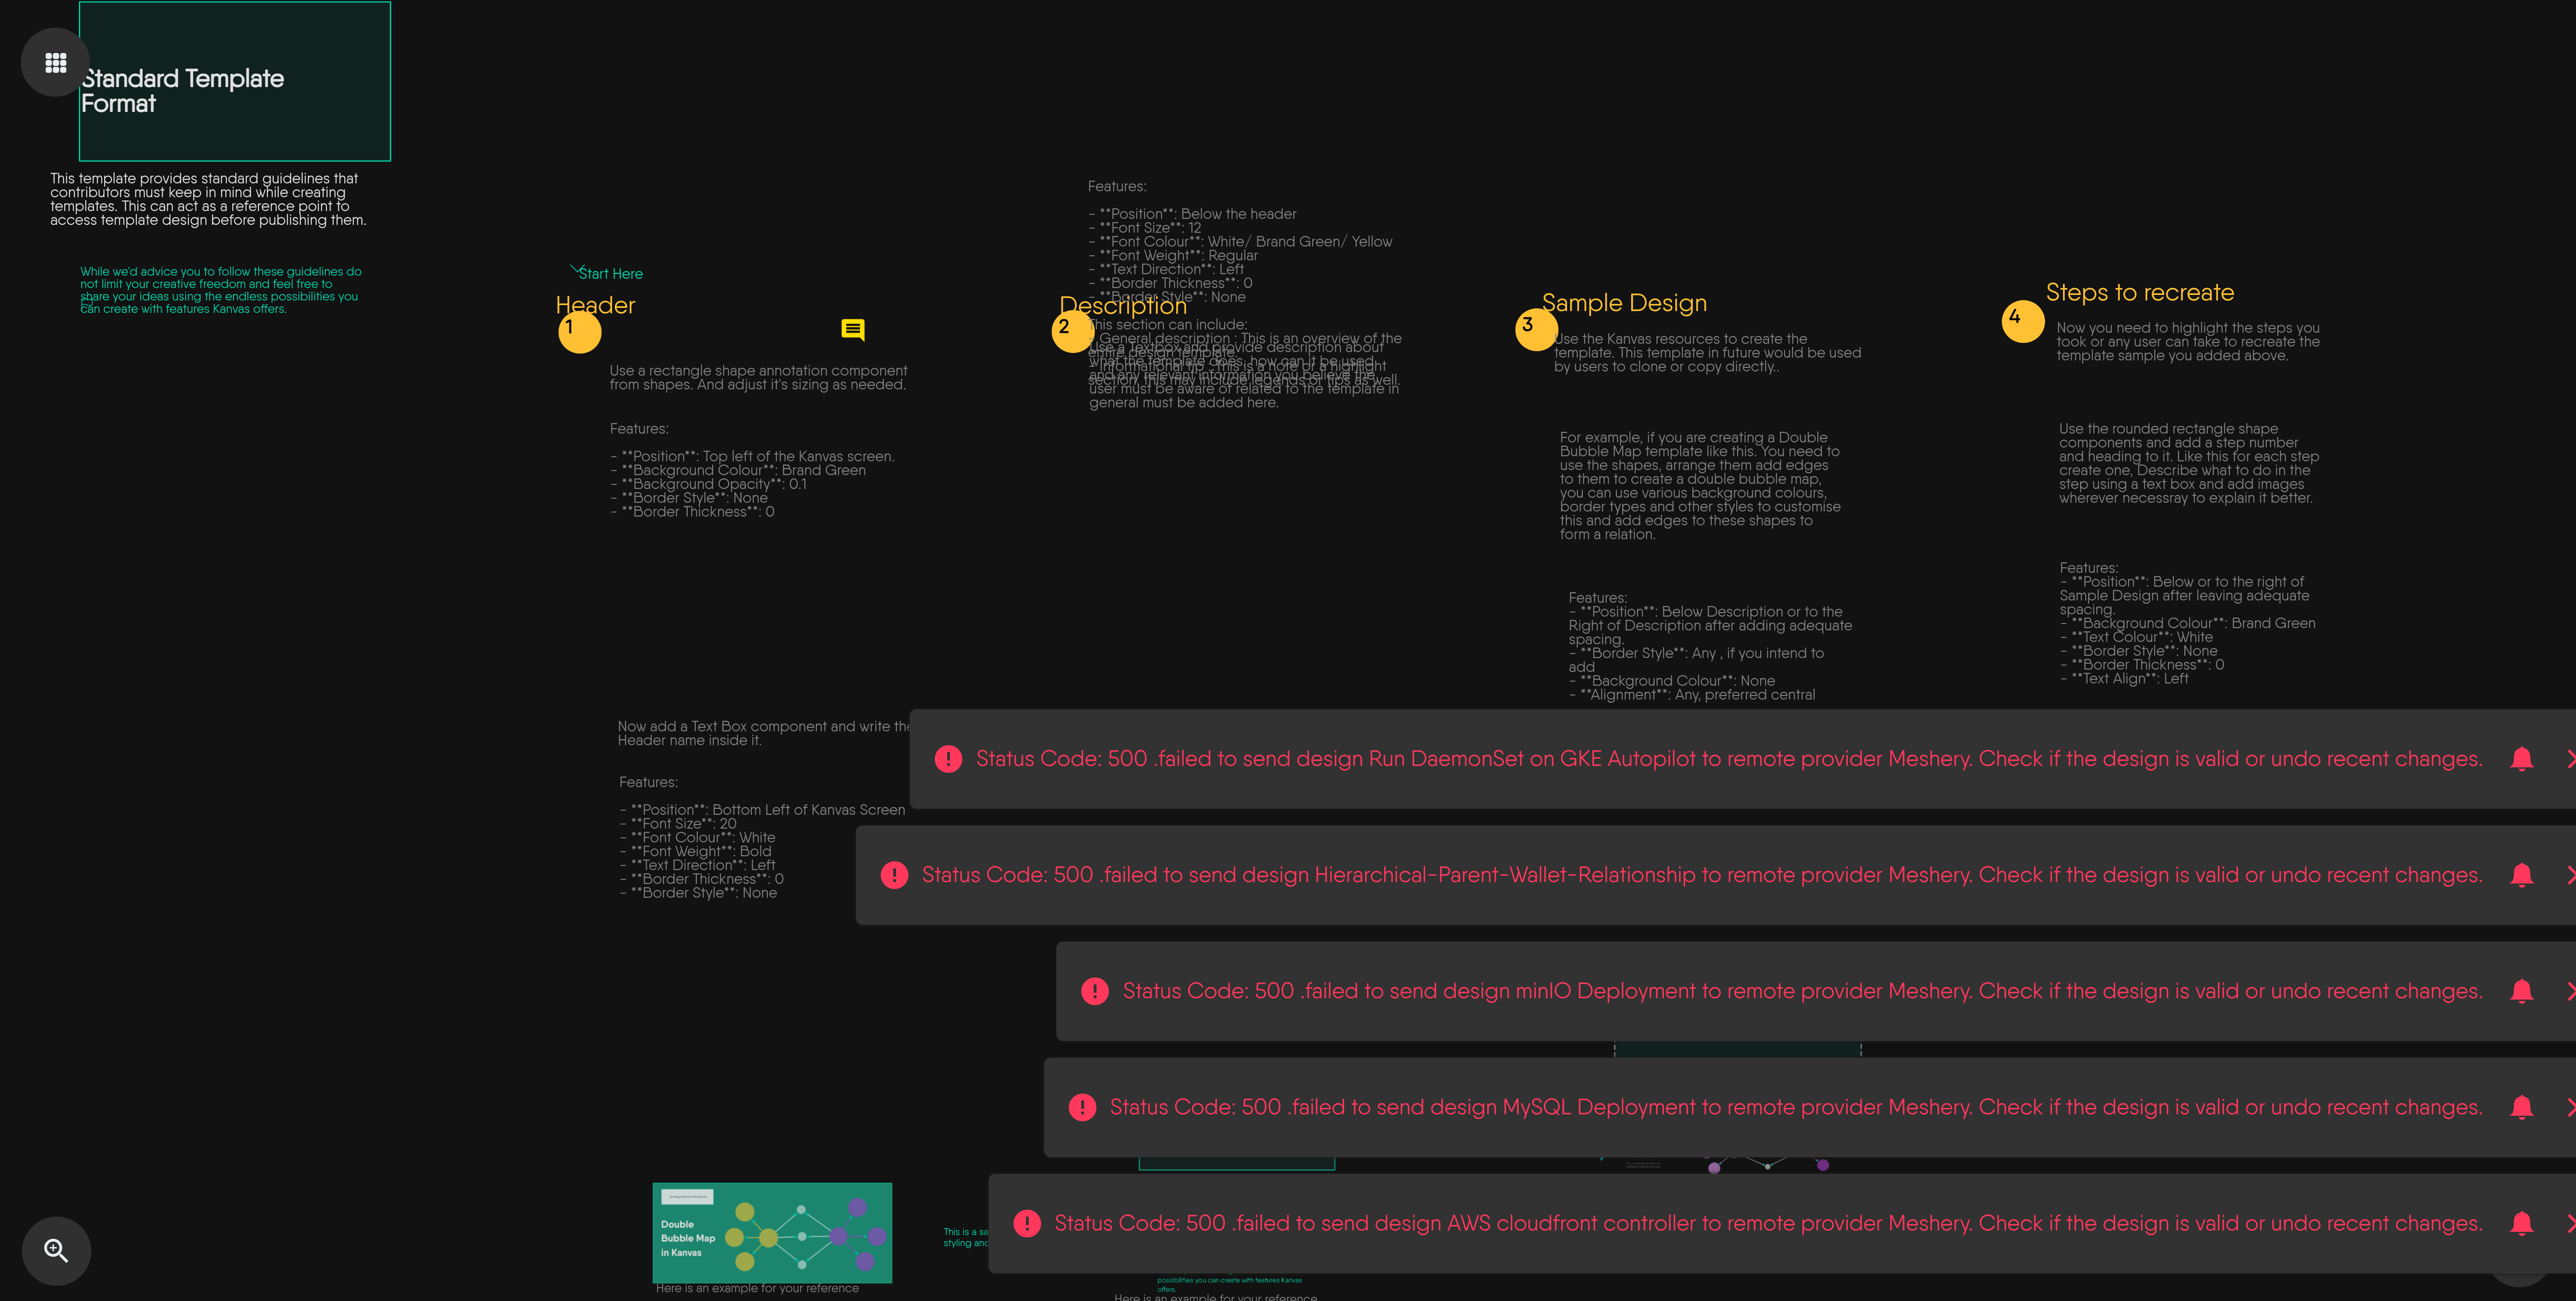 Standard Template
Format
This template provides standard guidelines that
contributors must keep in mind while creating
templates. This can act as a reference point to
access template design before publishing them.
While we'd advice you to follow these guidelines do
not limit your creative freedom and feel free to
share your ideas using the endless possibilities you
can create with features Kanvas offers.
Start Here
Header
1
Use a rectangle shape annotation component
from shapes. And adjust it's sizing as needed.
Features:
- **Position**: Top left of the Kanvas screen.
- **Background Colour**: Brand Green
- **Background Opacity**: 0.1
- **Border Style**: None
- **Border Thickness**: 0
Now add a Text Box component and write the
Header name inside it.
Features:
- **Position**: Bottom Left of Kanvas Screen
- **Font Size**: 20
- **Font Colour**: White
- **Font Weight**: Bold
- **Text Direction**: Left
- **Border Thickness**: 0
- **Border Style**: None
Double
Bubble Map
in Kanvas
Here is an example for your reference
Features:
- **Position**: Below the header
- **Font Size**: 12
- **Font Colour**: White/ Brand Green/ Yellow
- **Font Weight**: Regular
- **Text Direction**: Left
- **Border Thickness**: 0
- **Border Style**: None
Description
2
This section can include:
- General description : This is an overview of the
entire design template.
- Informational tip : This is a note or a highlight
section, this may include legends or tips as well.
Use a Textbox and provide description about
what the template does, how can it be used
and any relevant information you believe the
user must be aware of related to the template in
general must be added here.
This is a
styling and
possibilities you can create with features Kanvas
offers.
Here is an example for your reference
Sample Design
3
Use the Kanvas resources to create the
template. This template in future would be used
by users to clone or copy directly..
For example, if you are creating a Double
Bubble Map template like this. You need to
use the shapes, arrange them add edges
to them to create a double bubble map,
you can use various background colours,
border types and other styles to customise
this and add edges to these shapes to
form a relation.
Features:
- **Position**: Below Description or to the
Right of Description after adding adequate
spacing.
- **Border Style**: Any , if you intend to
add
- **Background Colour**: None
- **Alignment**: Any, preferred central
Steps to recreate
4
Now you need to highlight the steps you
took or any user can take to recreate the
template sample you added above.
Use the rounded rectangle shape
components and add a step number
and heading to it. Like this for each step
create one, Describe what to do in the
step using a text box and add images
wherever necessray to explain it better.
Features:
- **Position**: Below or to the right of
Sample Design after leaving adequate
spacing.
- **Background Colour**: Brand Green
- **Text Colour**: White
- **Border Style**: None
- **Border Thickness**: 0
- **Text Align**: Left
Status Code: 500 .failed to send design Run DaemonSet on GKE Autopilot to remote provider Meshery. Check if the design is valid or undo recent changes.
Status Code: 500 .failed to send design Hierarchical-Parent-Wallet-Relationship to remote provider Meshery. Check if the design is valid or undo recent changes.
Status Code: 500 .failed to send design minIO Deployment to remote provider Meshery. Check if the design is valid or undo recent changes.
Status Code: 500 .failed to send design MySQL Deployment to remote provider Meshery. Check if the design is valid or undo recent changes.
Status Code: 500 .failed to send design AWS cloudfront controller to remote provider Meshery. Check if the design is valid or undo recent changes.